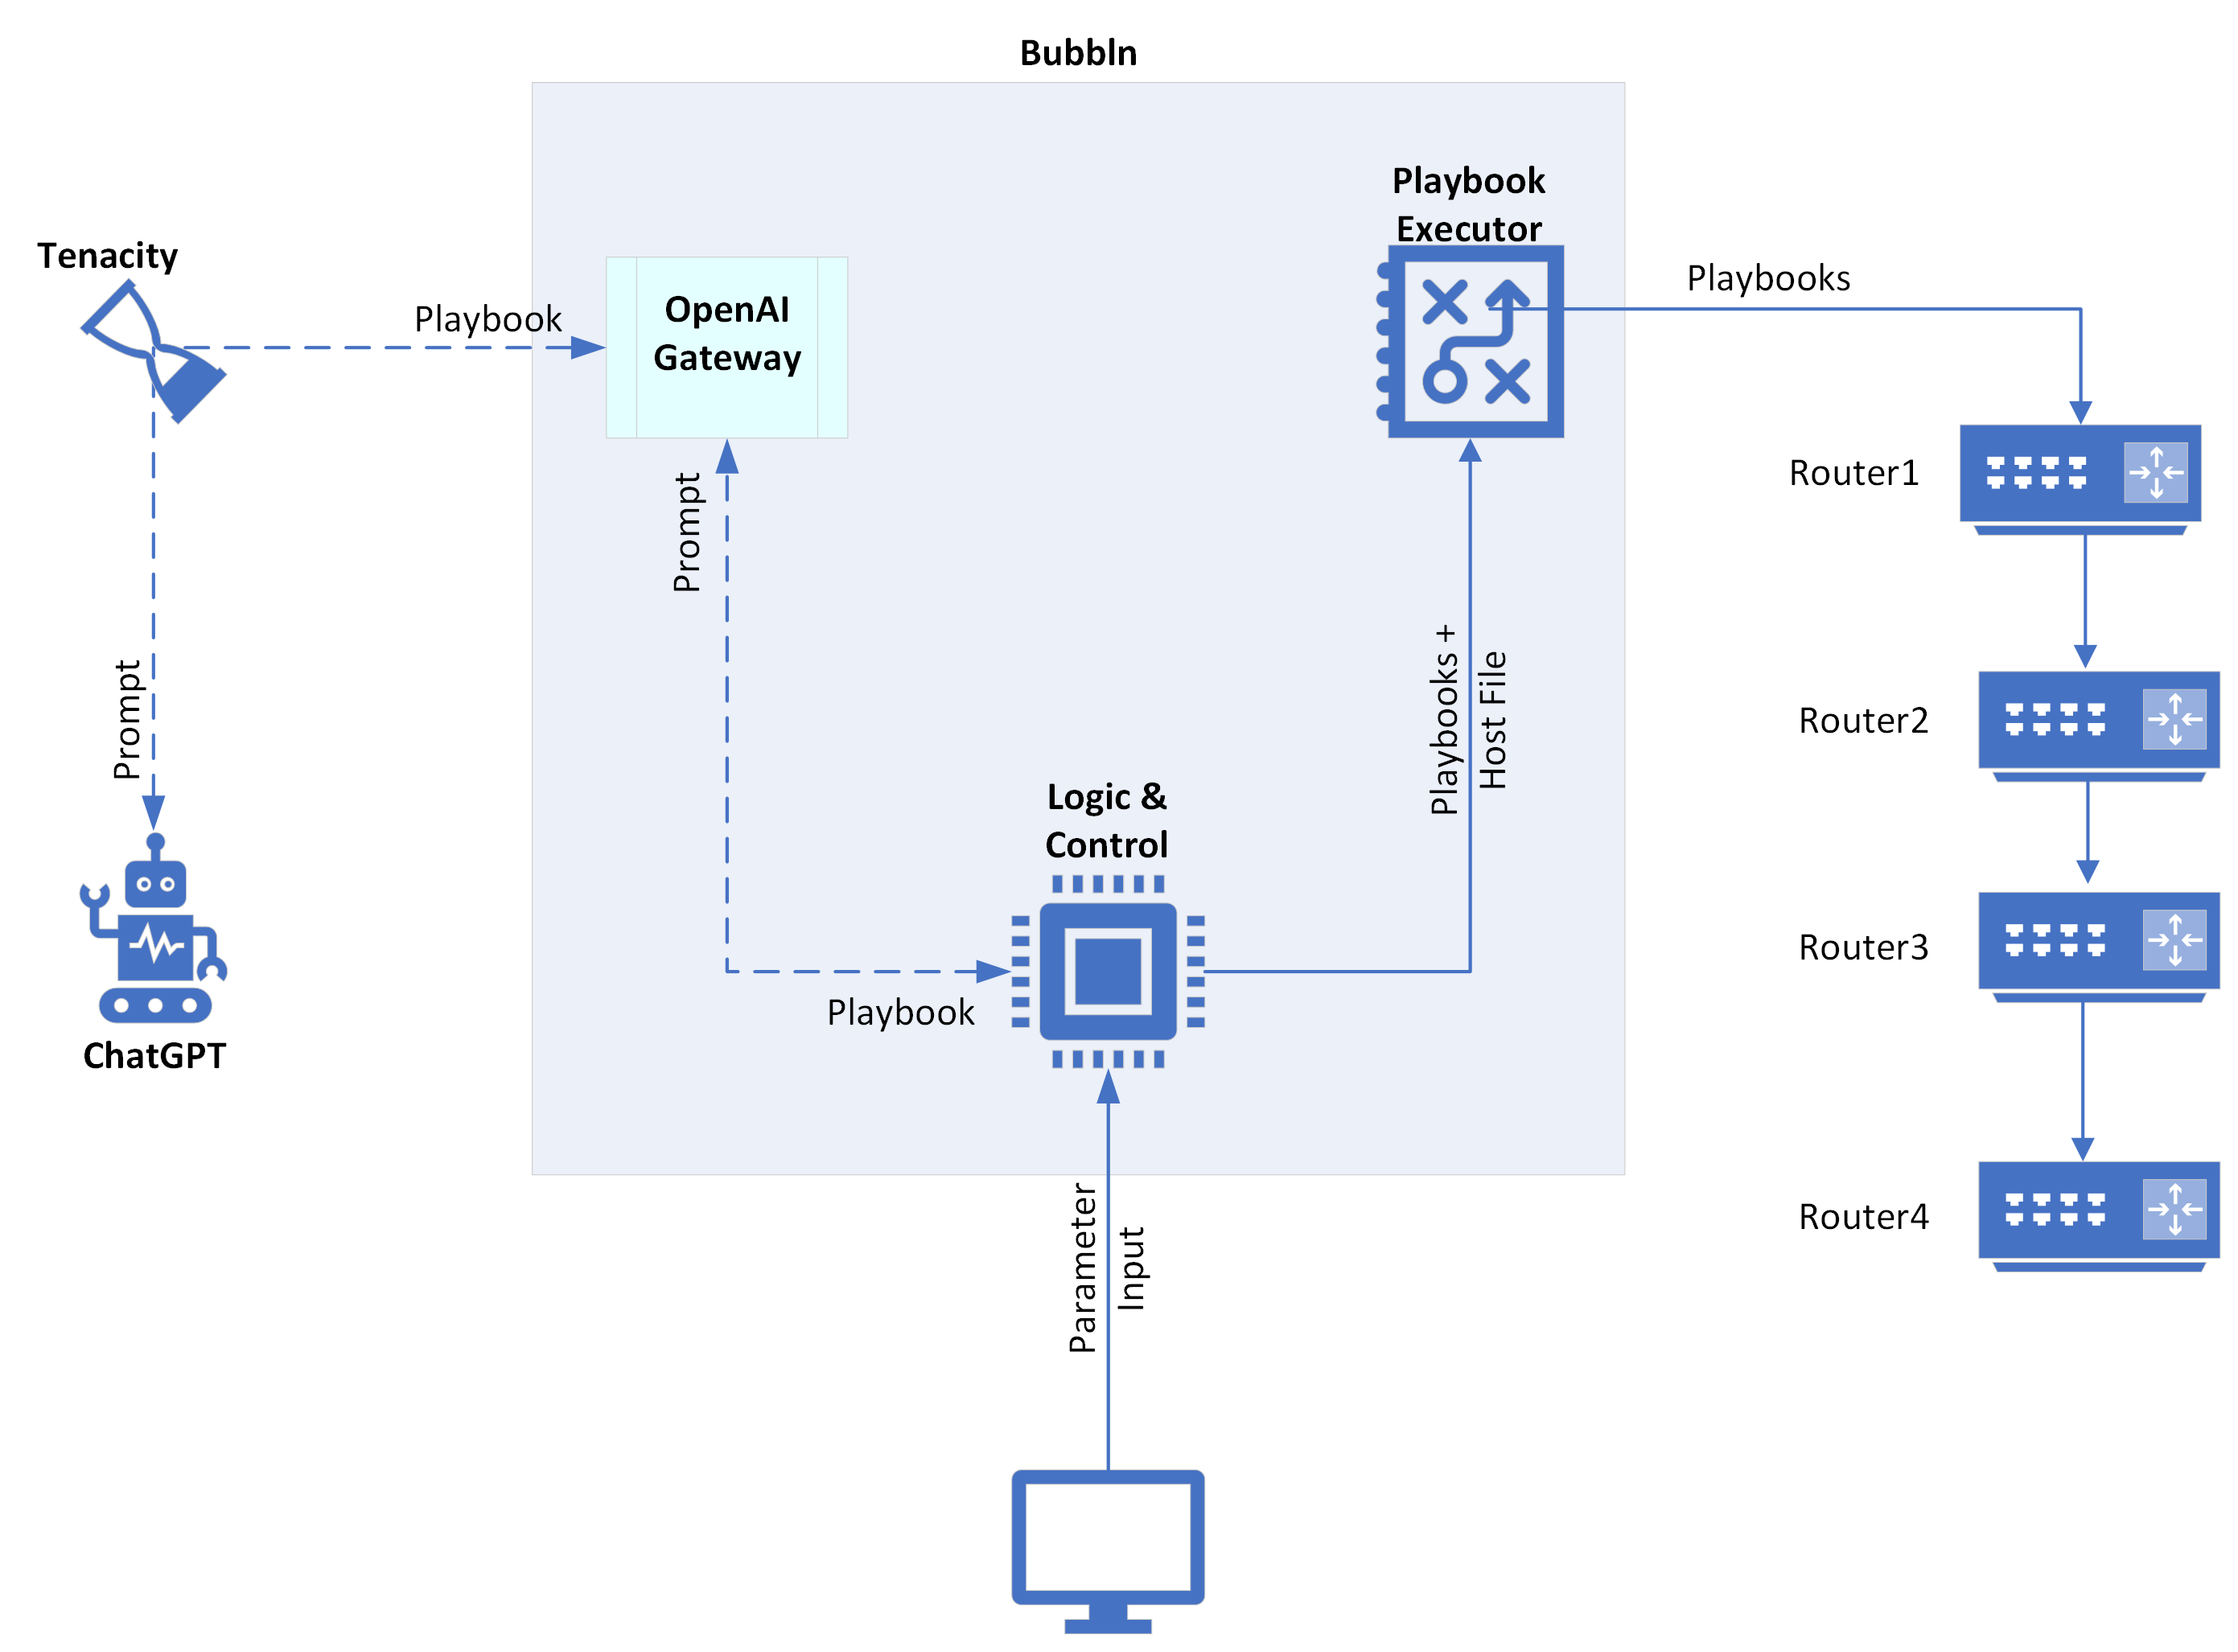 Bubbln
Playbook
Executor
Tenacity
Playbooks
Playbook
OpenAI
Gateway
Router1
Prompt
Playbooks +
Host File
Prompt
Router2
Logic &
Control
Router3
Playbook
ChatGPT
Router4
Parameter
Input